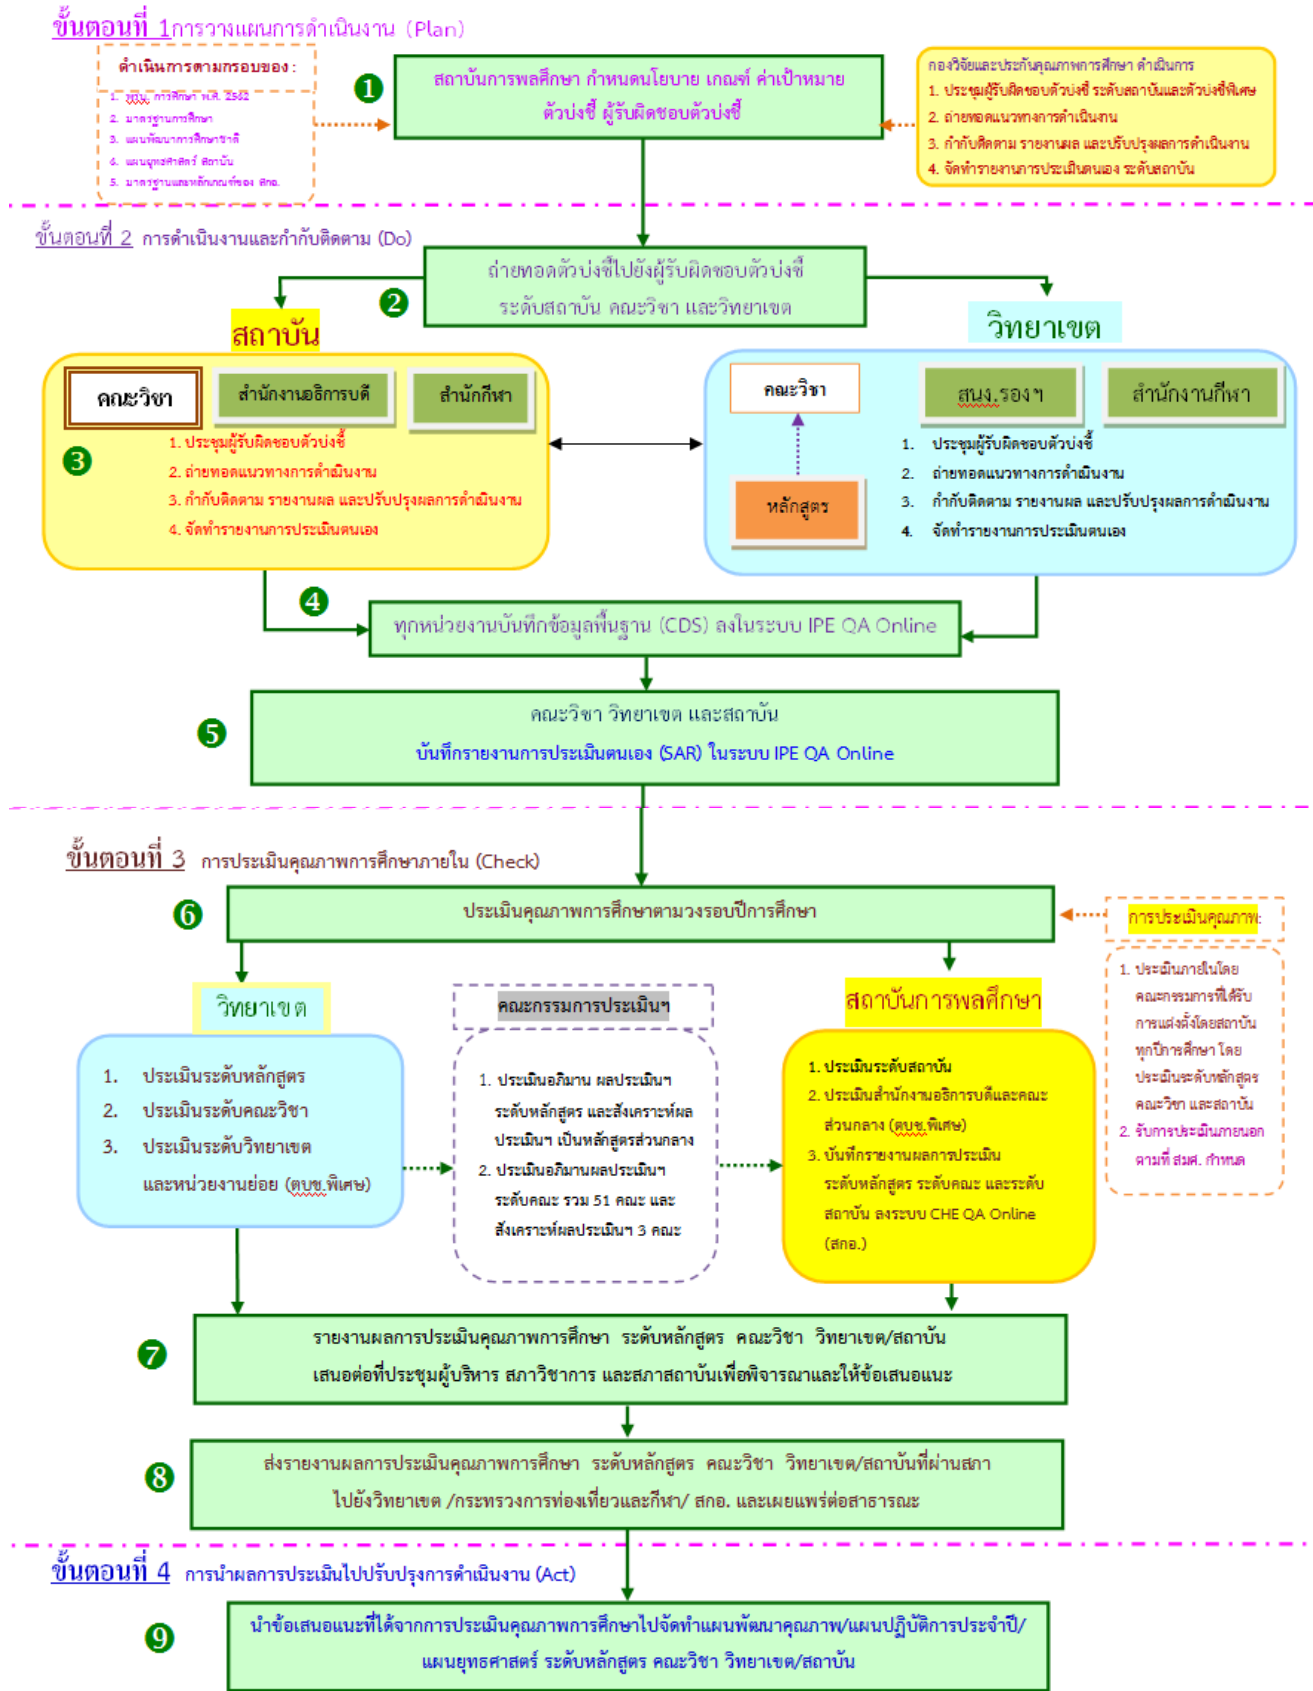 ขั้นตอนที่ 1การวางแผนการดำเนินงาน (Plan)
ดำเนินการตามกรอบของ :
1. พรบ. การศึกษา พ.ศ. 2562
2. มาตรฐานการศึกษา
3. แผนพัฒนาการศึกษาชาติ
4. แผนยุทธศาสตร์ สถาบัน
5. มาตรฐานและหลักเกณฑ์ของ สกอ.
1
สถาบันการพลศึกษา กำหนดนโยบาย เกณฑ์ ค่าเป้าหมาย
ตัวบ่งชี้ ผู้รับผิดชอบตัวบ่งชี้
กองวิจัยและประกันคุณภาพการศึกษา ดำเนินการ
1. ประชุมผู้รับผิดชอบตัวบ่งชี้ ระดับสถาบันและตัวบ่งชี้พิเศษ
2. ถ่ายทอดแนวทางการดำเนินงาน
3. กำกับติดตาม รายงานผล และปรับปรุงผลการดำเนินงาน
4. จัดทำรายงานการประเมินตนเอง ระดับสถาบัน
ขั้นตอนที่ 2 การดำเนินงานและกำกับติดตาม (Do)
2
ถ่ายทอดตัวบ่งชี้ไปยังผู้รับผิดชอบตัวบ่งชี้
ระดับสถาบัน คณะวิชา และวิทยาเขต
สถาบัน
คณะวิชา
สำนักงานอธิการบดี
สำนักกีฬา
3
1. ประชุมผู้รับผิดชอบตัวบ่งชี้
2. ถ่ายทอดแนวทางการดำเนินงาน
3. กำกับติดตาม รายงานผล และปรับปรุงผลการดำเนินงาน
4. จัดทำรายงานการประเมินตนเอง
วิทยาเขต
คณะวิชา
สนง.รองฯ
สำนักงานกีฬา
หลักสูตร
1. ประชุมผู้รับผิดชอบตัวบ่งชี้
2. ถ่ายทอดแนวทางการดำเนินงาน
3. กำกับติดตาม รายงานผล และปรับปรุงผลการดำเนินงาน
4. จัดทำรายงานการประเมินตนเอง
4
ทุกหน่วยงานบันทึกข้อมูลพื้นฐาน (CDS) ลงในระบบ IPE QA Online
5
คณะวิชา วิทยาเขต และสถาบัน
บันทึกรายงานการประเมินตนเอง (SAR) ในระบบ IPE QA Online
ขั้นตอนที่ 3 การประเมินคุณภาพการศึกษาภายใน (Check)
6
ประเมินคุณภาพการศึกษาตามวงรอบปีการศึกษา
การประเมินคุณภาพ:
1. ประเมินภายในโดย
คณะกรรมการที่ได้รับ
การแต่งตั้งโดยสถาบัน
ทุกปีการศึกษา โดย
ประเมินระดับหลักสูตร
คณะวิชา และสถาบัน
2. รับการประเมินภายนอก
ตามที่ สมศ. กำหนด
วิทยาเขต
1. ประเมินระดับหลักสูตร
2. ประเมินระดับคณะวิชา
3. ประเมินระดับวิทยาเขต
และหน่วยงานย่อย (ตบช.พิเศษ)
คณะกรรมการประเมินฯ
1. ประเมินอภิมาน ผลประเมินฯ
ระดับหลักสูตร และสังเคราะห์ผล
ประเมินฯ เป็นหลักสูตรส่วนกลาง
2. ประเมินอภิมานผลประเมินฯ
ระดับคณะ รวม 51 คณะ และ
สังเคราะห์ผลประเมินฯ 3 คณะ
สถาบันการพลศึกษา
1. ประเมินระดับสถาบัน
2. ประเมินสำนักงานอธิการบดีและคณะ
ส่วนกลาง (ตบช.พิเศษ)
3. บันทึกรายงานผลการประเมิน
ระดับหลักสูตร ระดับคณะ และระดับ
สถาบัน ลงระบบ CHE QA Online
(สกอ.)
7
รายงานผลการประเมินคุณภาพการศึกษา ระดับหลักสูตร คณะวิชา วิทยาเขต/สถาบัน
เสนอต่อที่ประชุมผู้บริหาร สภาวิชาการ และสภาสถาบันเพื่อพิจารณาและให้ข้อเสนอแนะ
8
ส่งรายงานผลการประเมินคุณภาพการศึกษา ระดับหลักสูตร คณะวิชา วิทยาเขต/สถาบันที่ผ่านสภา
ไปยังวิทยาเขต /กระทรวงการท่องเที่ยวและกีฬา/ สกอ. และเผยแพร่ต่อสาธารณะ
ขั้นตอนที่ 4 การนำผลการประเมินไปปรับปรุงการดำเนินงาน (Act)
9
นำข้อเสนอแนะที่ได้จากการประเมินคุณภาพการศึกษาไปจัดทำแผนพัฒนาคุณภาพ/แผนปฏิบัติการประจำปี/
แผนยุทธศาสตร์ ระดับหลักสูตร คณะวิชา วิทยาเขต/สถาบัน